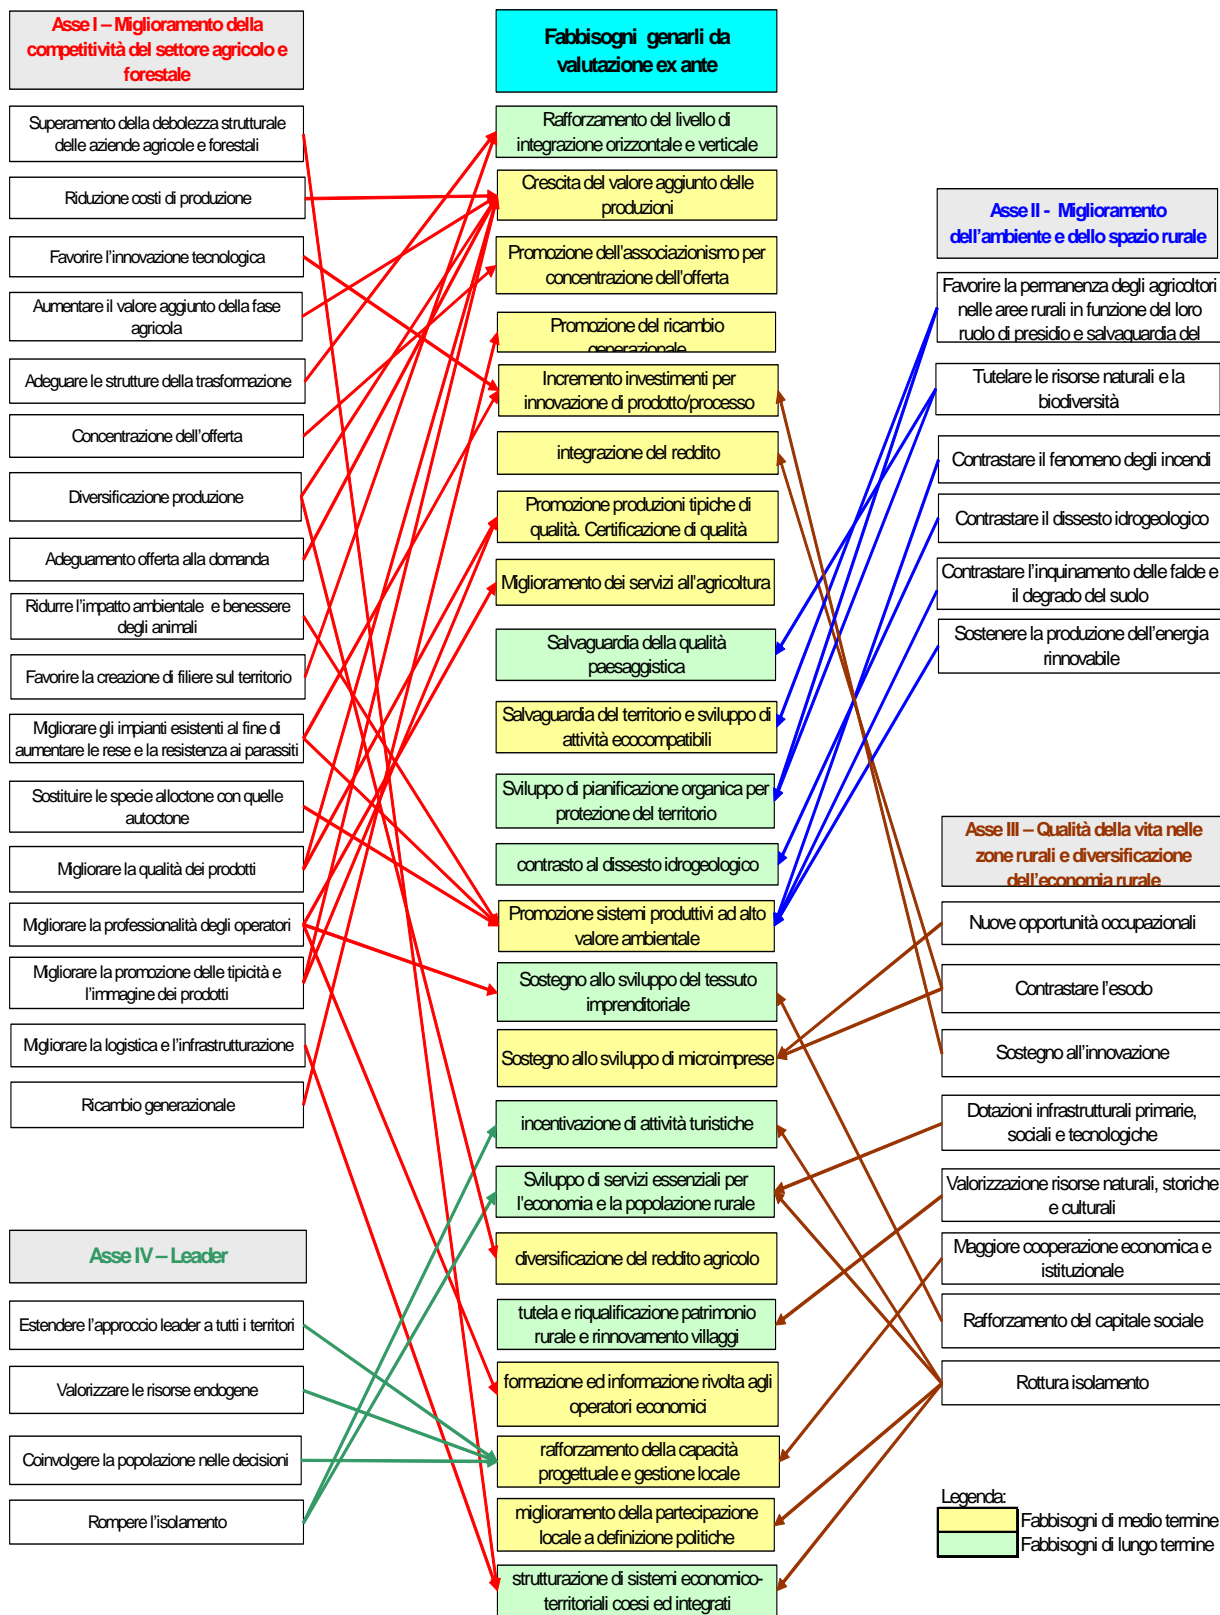 Asse I – Miglioramento della
competitività del settore agricolo e
forestale
Superamento della debolezza strutturale
delle aziende agricole e forestali
Riduzione costi di produzione
Favorire l'innovazione tecnologica
Aumentare il valore aggiunto della fase
agricola
Adeguare le strutture della trasformazione
Concentrazione dell'offerta
Diversificazione produzione
Adeguamento offerta alla domanda
Ridurre l'impatto ambientale e benessere
degli animali
Favorire la creazione di filiere sul territorio
Migliorare gli impianti esistenti al fine di
aumentare le rese e la resistenza ai parassiti
Sostituire le specie alloctone con quelle
autoctone
Migliorare la qualità dei prodotti
Migliorare la professionalità degli operatori
Migliorare la promozione delle tipicità e
l'immagine dei prodotti
Migliorare la logistica e l'infrastrutturazione
Ricambio generazionale
Asse IV – Leader
Estendere l'approccio leader a tutti i territori
Valorizzare le risorse endogene
Coinvolgere la popolazione nelle decisioni
Rompere l'isolamento
Fabbisogni genarli da
valutazione ex ante
Rafforzamento del livello di
integrazione orizzontale e verticale
Crescita del valore aggiunto delle
produzioni
Promozione dell'associonismo per
concentrazione dell'offerta
Promozione del ricambio
generazionale
Incremento investimenti per
innovazione di prodotto/processo
integrazione del reddito
Promozione produzioni tipiche di
qualità. Certificazione di qualità
Miglioramento dei servizi all'agricoltura
Salvaguardia della qualità
paesaggistica
Salvaguardia del territorio e sviluppo di
attività ecocompatibili
Sviluppo di pianificazione organica per
protezione del territorio
contrasto al dissesto idrogeologico
Promozione sistemi produttivi ad alto
valore ambientale
Sostegno allo sviluppo del tessuto
imprenditoriale
Sostegno allo sviluppo di microimprese
incentivazione di attività turistiche
Sviluppo di servizi essenziali per
l'economia e la popolazione rurale
diversificazione del reddito agricolo
tutela e riqualificazione patrimonio
rurale e rinnovamento villaggi
formazione ed informazione rivolta agli
operatori economici
rafforzamento della capacità
progettuale e gestione locale
miglioramento della partecipazione
locale a definizione politiche
strutturazione di sistemi economico-
territoriali coesi ed integrati
Asse II - Miglioramento
dell'ambiente e dello spazio rurale
Favorire la permanenza degli agricoltori
nelle aree rurali in funzione del loro
ruolo di presidio e salvaguardia del
Tutelare le risorse naturali e la
biodiversità
Contrastare il fenomeno degli incendi
Contrastare il dissesto idrogeologico
Contrastare l'inquinamento delle falde e
il degrado del suolo
Sostenere la produzione dell'energia
rinnovabile
Asse III – Qualità della vita nelle
zone rurali e diversificazione
dell'economia rurale
Nuove opportunità occupazionali
Contrastare l'esodo
Sostegno all'innovazione
Dotazioni infrastrutturali primarie,
sociali e tecnologiche
Valorizzazione risorse naturali, storiche
e culturali
Maggiore cooperazione economica e
istituzionale
Rafforzamento del capitale sociale
Rottura isolamento
Legenda:
Fabbisogni di medio termine
Fabbisogni di lungo termine